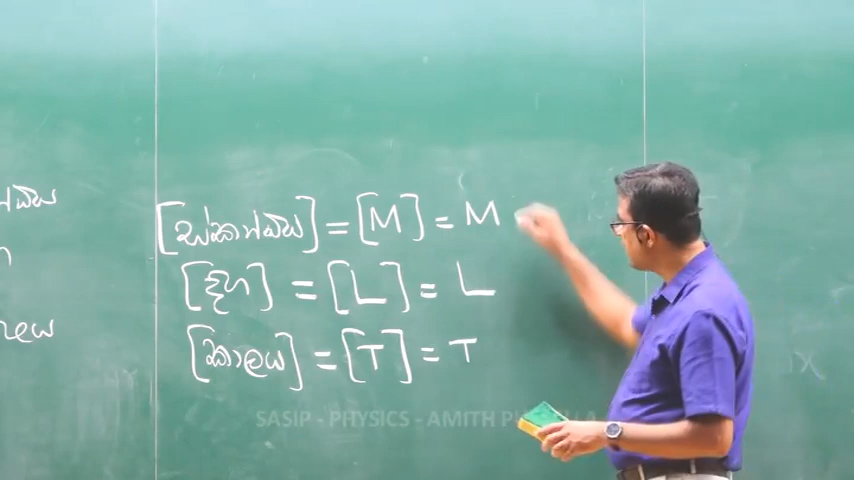 [ස්කන්ධය] = [M] = M
[දිග] = [L] = L
[කාලය] = [T] = T
SASIP - PHYSICS - AMITH